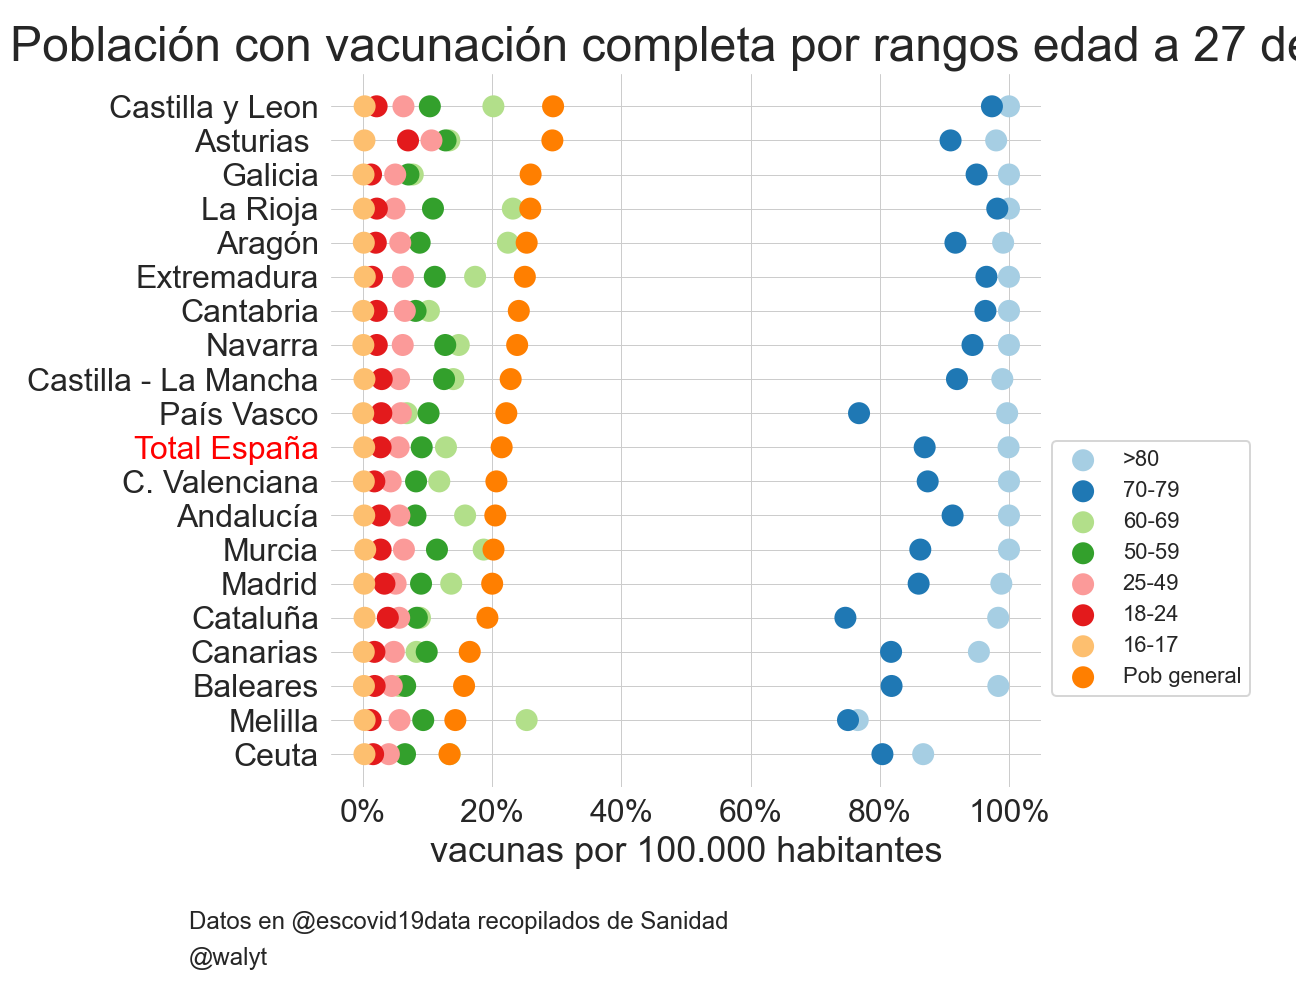 Población con vacunación completa por rangos edad a 27 de
Castilla y Leon
Asturias
Galicia
La Rioja
Aragón
Extremadura
Cantabria
Navarra
Castilla - La Mancha
País Vasco
Total España
C. Valenciana
Andalucía
Murcia
Madrid
Cataluña
Canarias
Baleares
Melilla
Ceuta
>80
70-79
60-69
50-59
25-49
18-24
16-17
Pob general
0% 20% 40% 60% 80% 100%
vacunas por 100.000 habitantes
Datos en @escovid19data recopilados de Sanidad
@walyt